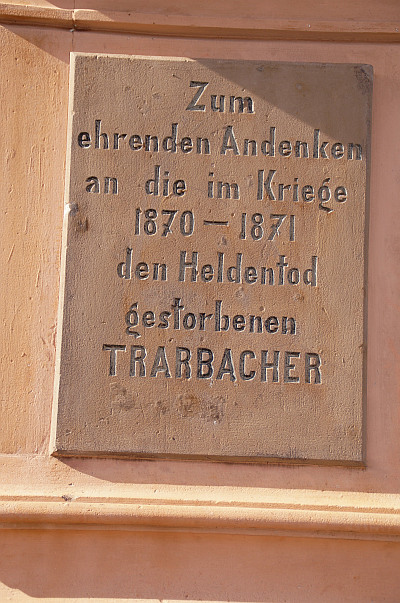 Zum
ehrenden Andenken
an die im Kriege
1870 – 1871
den Heldentod
gestorbenen
TRARBACHER